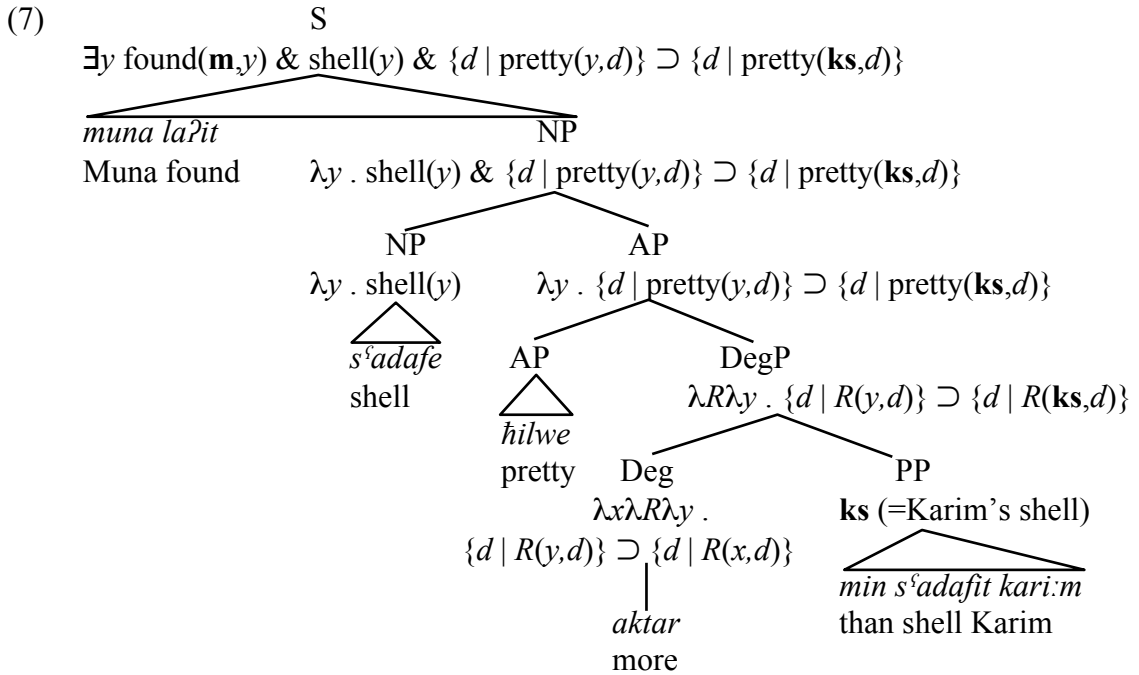 (7) S
∃y found(m,y) & shell(y) & {d | pretty(y,d)} ⊃ {d | pretty(ks,d)}
muna laʔit NP
Muna found λy . shell(y) & {d | pretty(y,d)} ⊃ {d | pretty(ks,d)}
NP AP
λy . shell(y) λy . {d | pretty(y,d)} ⊃ {d | pretty(ks,d)}
sˤadafe AP DegP
shell λRλy . {d | R(y,d)} ⊃ {d | R(ks,d)}
ħilwe
pretty Deg PP
λxλRλy . ks (=Karim’s shell)
{d | R(y,d)} ⊃ {d | R(x,d)}
min sˤadafit kari:m
aktar than shell Karim
more